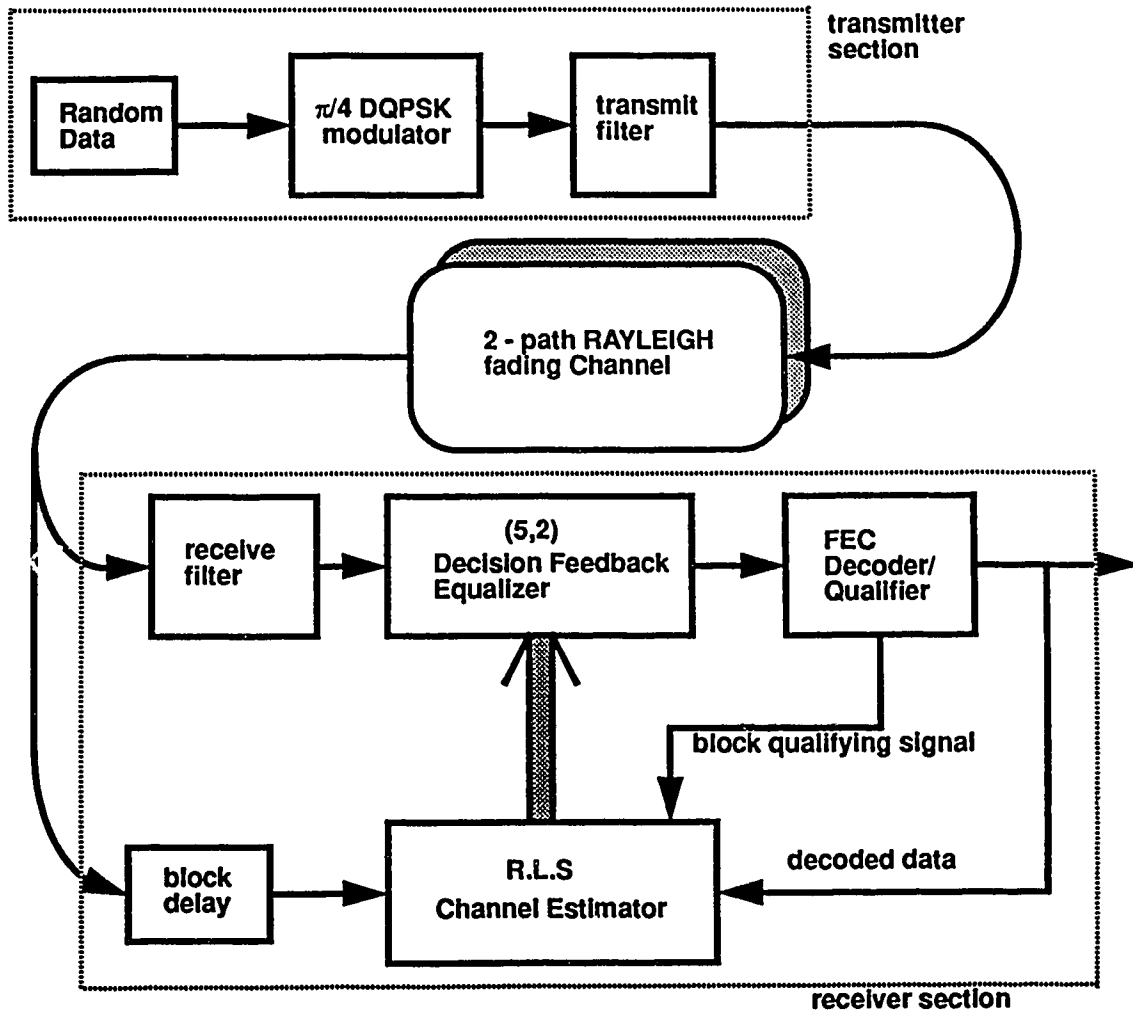 transmitter
section
Random
Data
π/4 DQPSK
modulator
transmit
filter
2 - path RAYLEIGH
fading Channel
receive
filter
(5,2)
Decision Feedback
Equalizer
FEC
Decoder/
Qualifier
block qualifying signal
block
delay
R.L.S
Channel Estimator
decoded data
receiver section